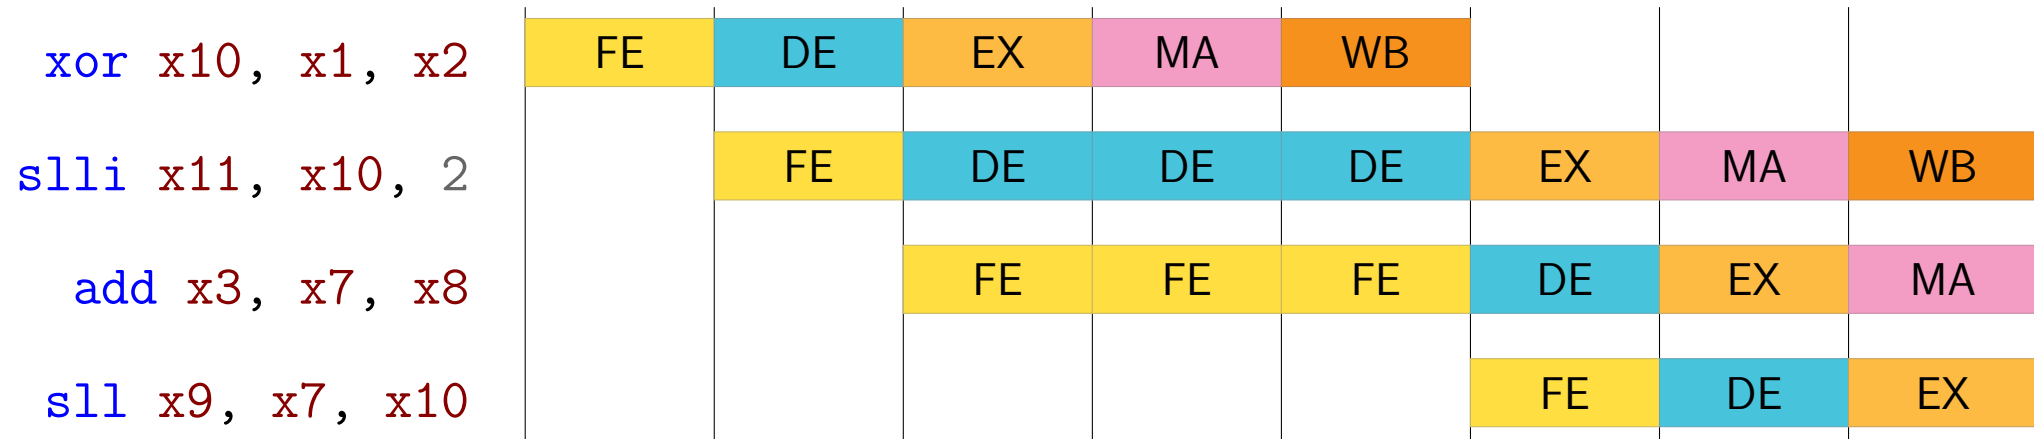 xor x10, x1, x2 FE DE EX MA WB
slli x11, x10, 2 FE DE DE DE EX MA WB
add x3, x7, x8 FE FE FE DE EX MA
sll x9, x7, x10 FE DE EX